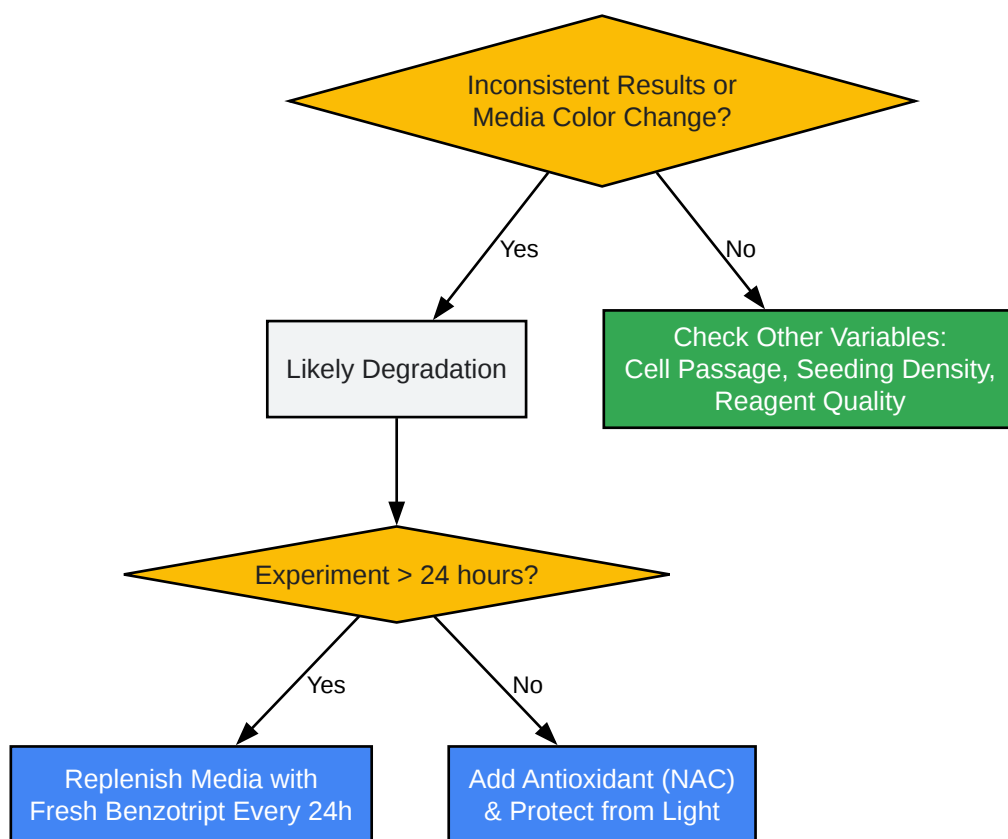 Inconsistent Results or
Media Color Change?
Yes
No
Likely Degradation
Check Other Variables:
Cell Passage, Seeding Density,
Reagent Quality
Experiment > 24 hours?
Yes
No
Replenish Media with
Fresh Benzotript Every 24h
Add Antioxidant (NAC)
& Protect from Light